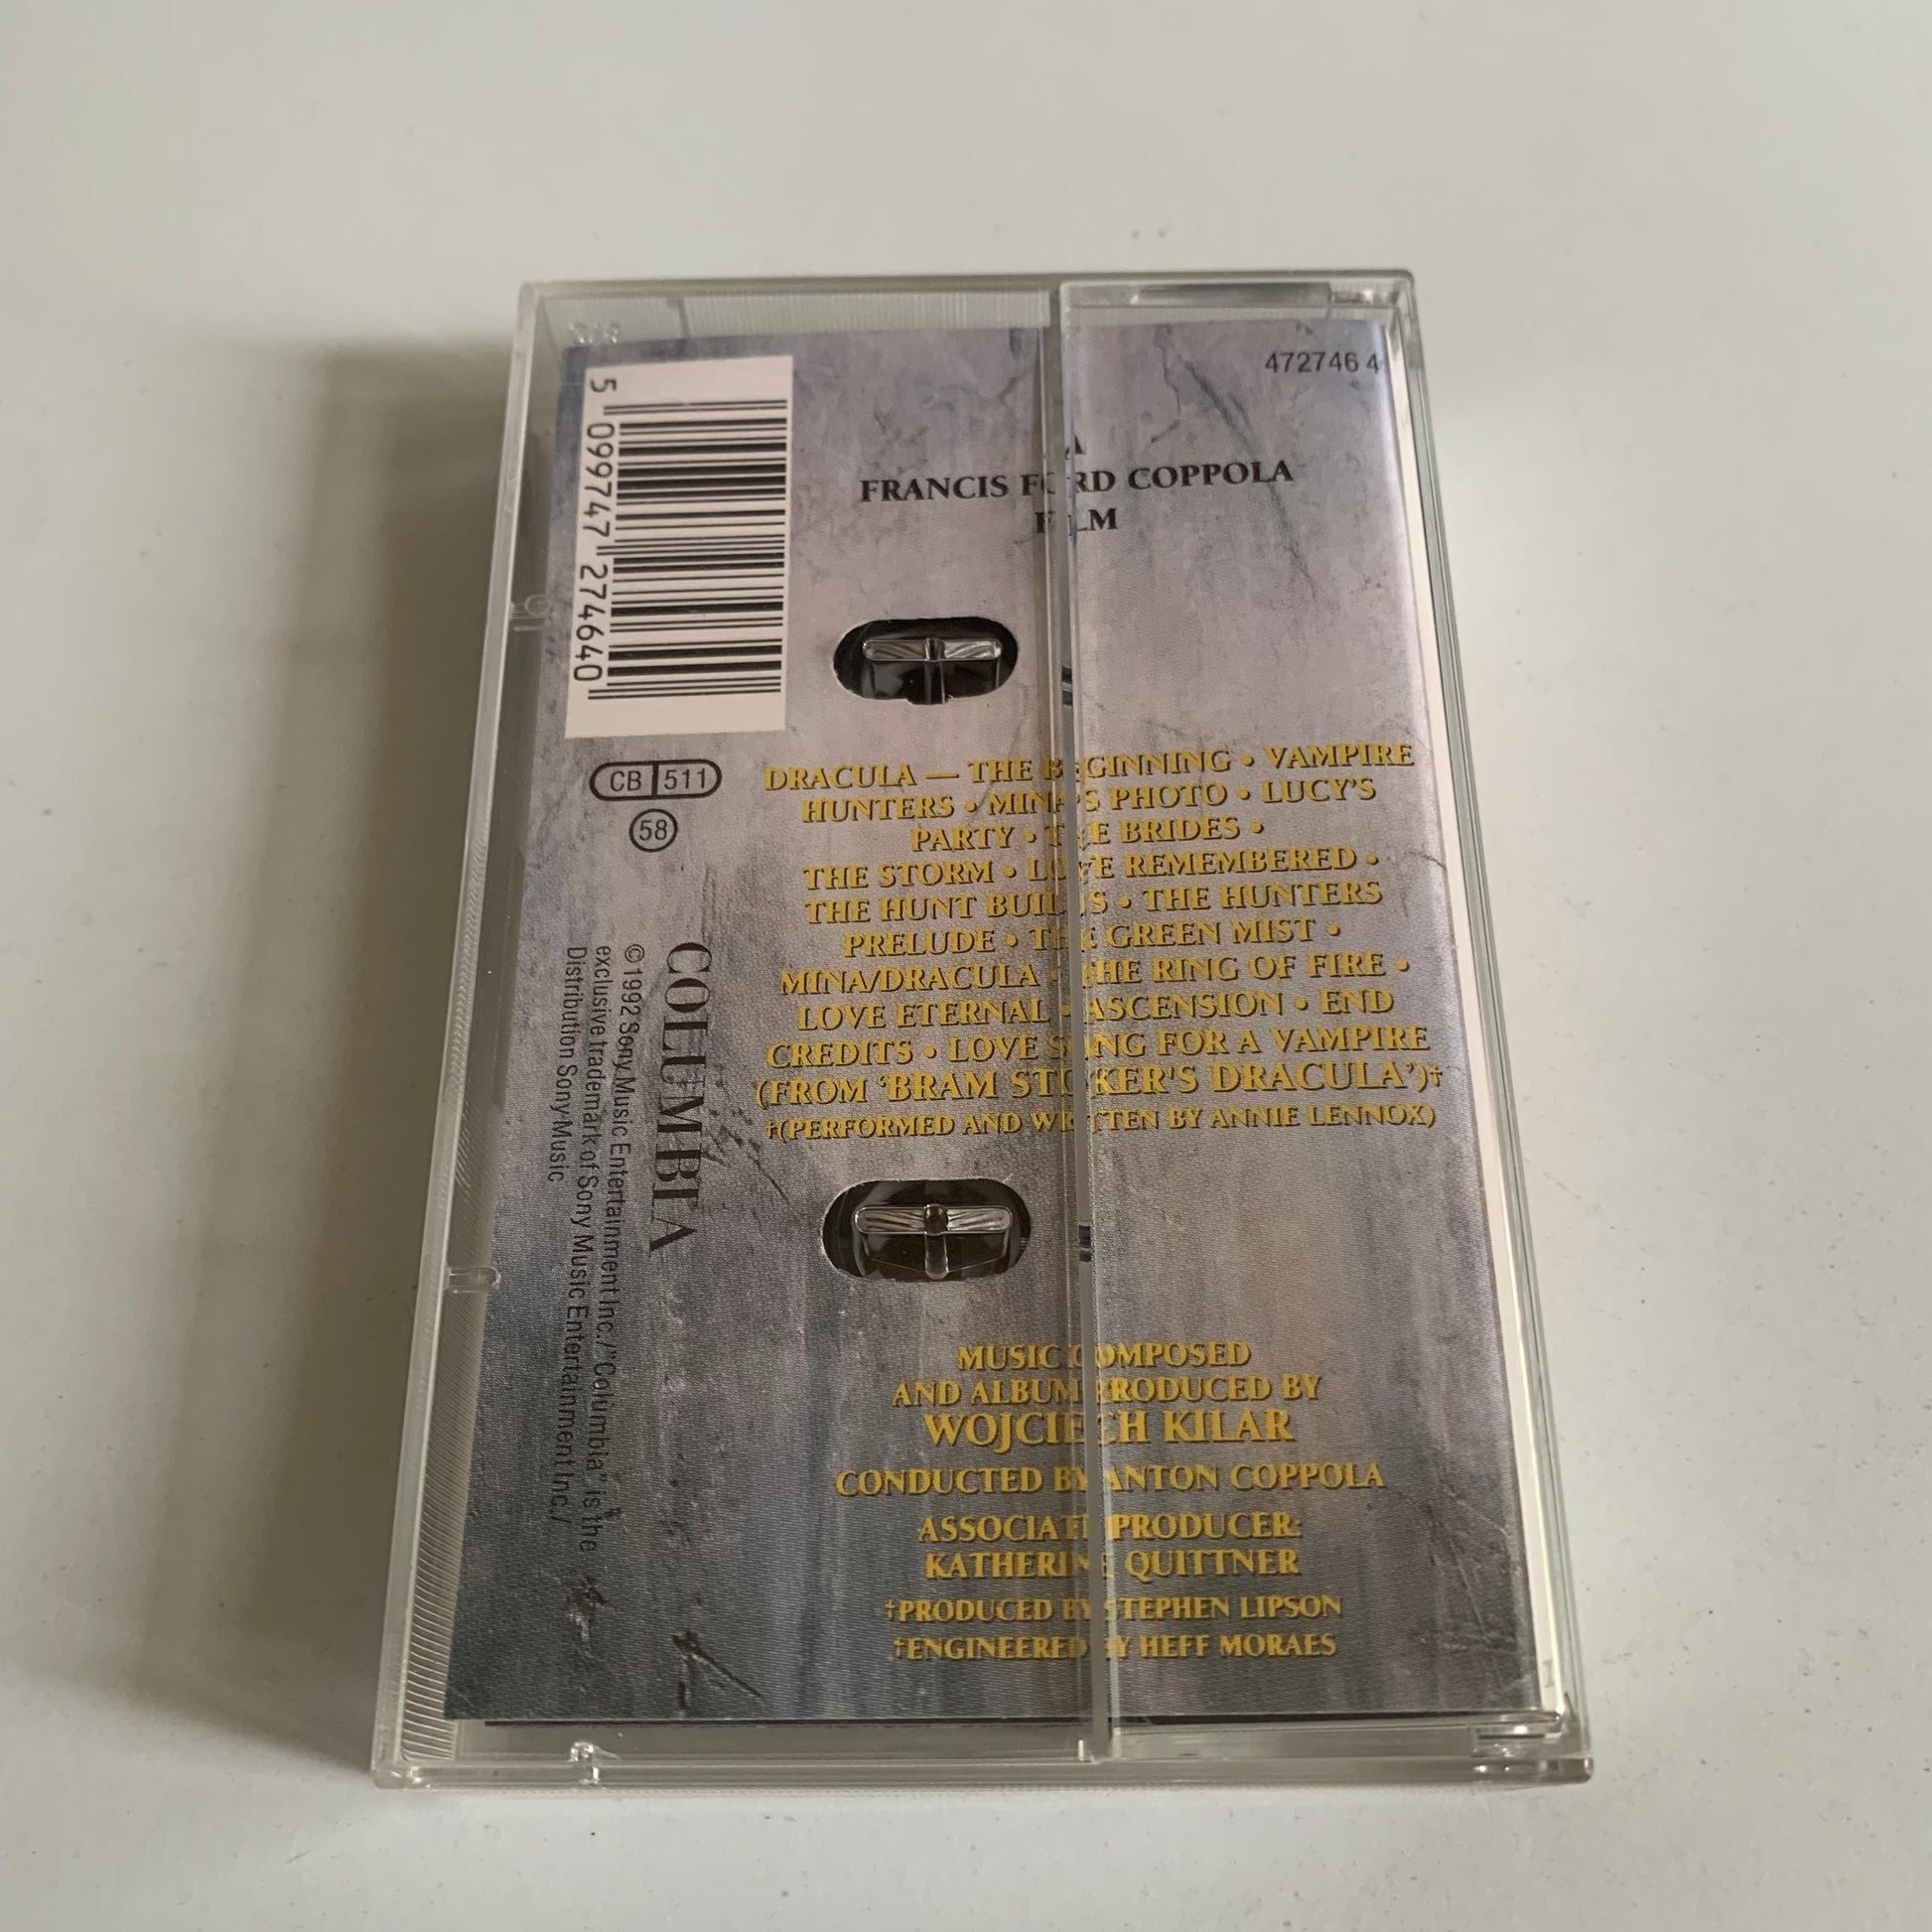 472746 4
A
FRANCIS FORD COPPOLA
FILM
5 099747 274640
CB 511
58
DRACULA — THE BEGINNING • VAMPIRE
HUNTERS • MINA'S PHOTO • LUCY'S
PARTY • THE BRIDES •
THE STORM • LOVE REMEMBERED •
THE HUNT BUILDS • THE HUNTERS
PRELUDE • THE GREEN MIST •
MINA/DRACULA • THE RING OF FIRE •
LOVE ETERNAL • ASCENSION • END
CREDITS • LOVE SONG FOR A VAMPIRE
(FROM 'BRAM STOKER'S DRACULA')†
†(PERFORMED AND WRITTEN BY ANNIE LENNOX)
COLUMBIA
©1992 Sony Music Entertainment Inc./"Columbia" is the
exclusive trademark of Sony Music Entertainment Inc./
Distribution Sony Music
MUSIC COMPOSED
AND ALBUM PRODUCED BY
WOJCIECH KILAR
CONDUCTED BY ANTON COPPOLA
ASSOCIATE PRODUCER:
KATHERINE QUITTNER
†PRODUCED BY STEPHEN LIPSON
†ENGINEERED BY HEFF MORAES